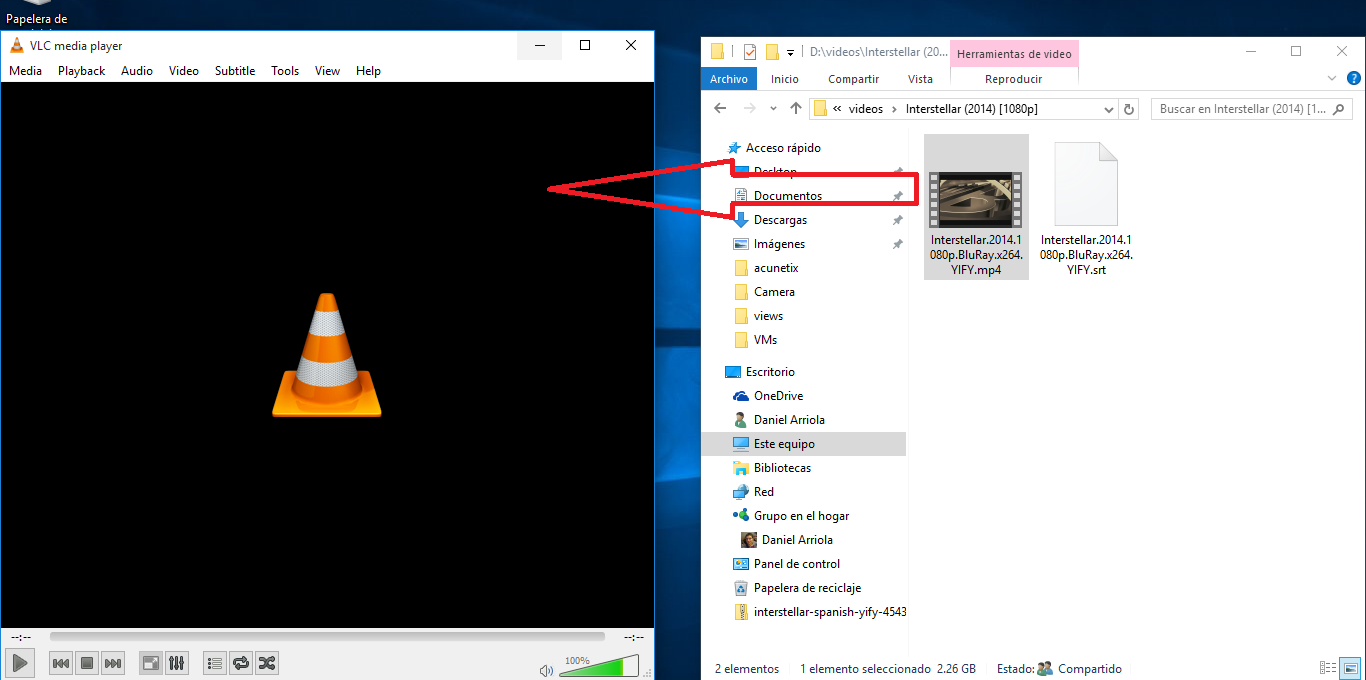 Papelera de
VLC media player
Media Playback Audio Video Subtitle Tools View Help
--:-- --:--
100%
D:\videos\Interstellar (20...
Herramientas de video
Archivo Inicio Compartir Vista Reproducir
« videos > Interstellar (2014) [1080p]
Buscar en Interstellar (2014) [1...
Acceso rápido
Desktop
Documentos
Descargas
Imágenes
acunetix
Camera
views
VMs
Escritorio
OneDrive
Daniel Arriola
Este equipo
Bibliotecas
Red
Grupo en el hogar
Daniel Arriola
Panel de control
Papelera de reciclaje
interstellar-spanish-yify-4543
Interstellar.2014.1
080p.BluRay.x264.
YIFY.mp4
Interstellar.2014.1
080p.BluRay.x264.
YIFY.srt
2 elementos 1 elemento seleccionado 2.26 GB Estado: Compartido